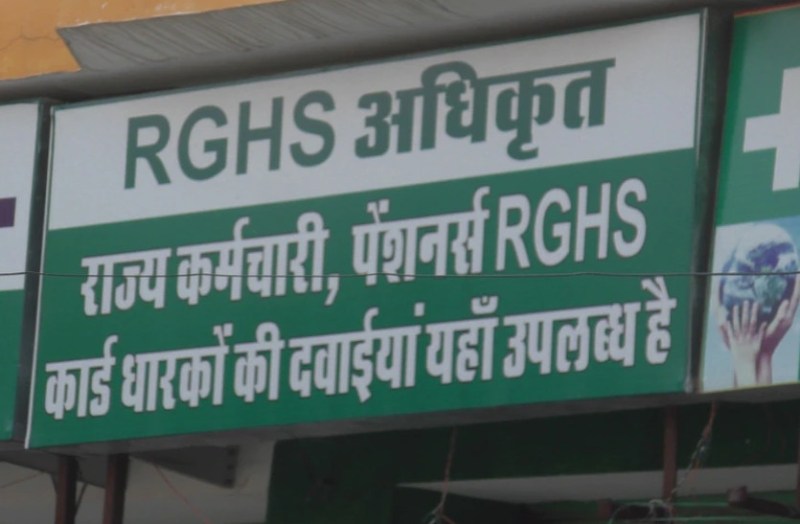 RGHS अधिकृत
राज्य कर्मचारी, पेंशनर्स RGHS
कार्ड धारकों की दवाईयां यहाँ उपलब्ध है